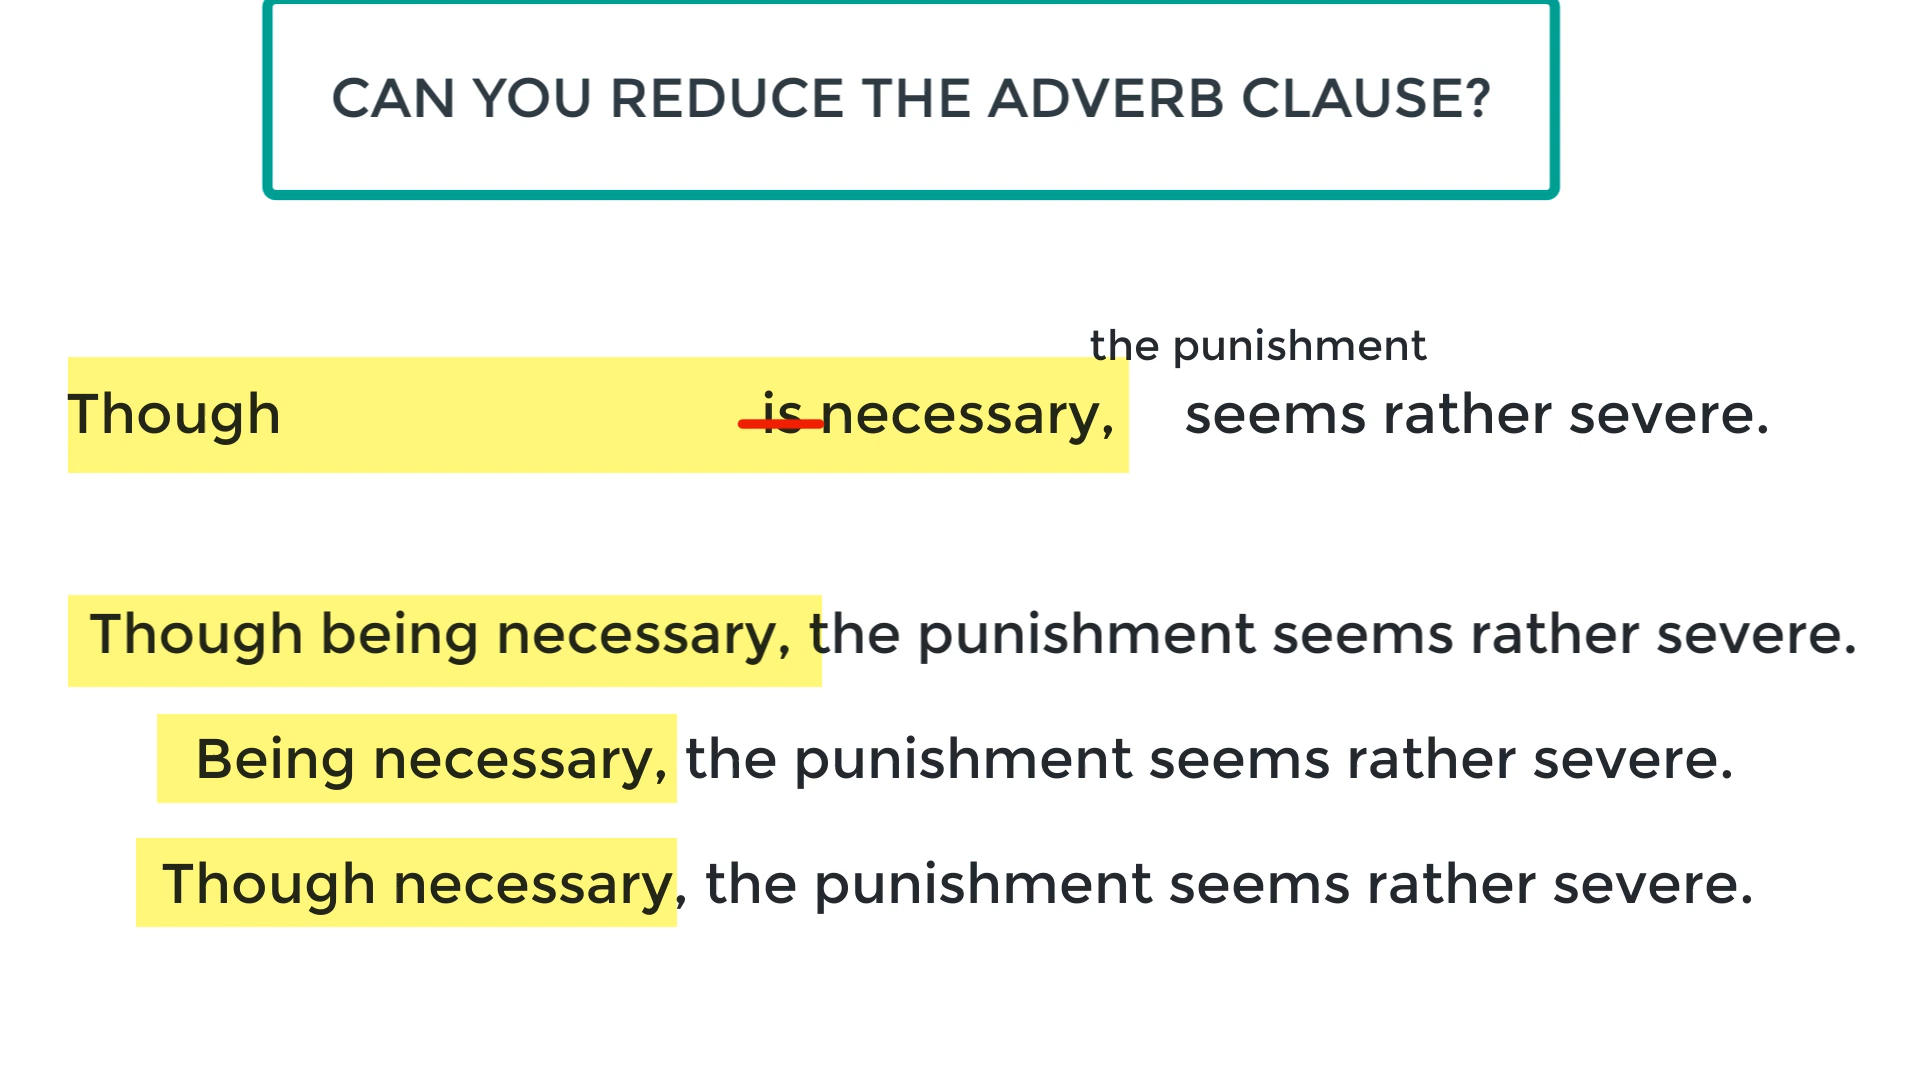 CAN YOU REDUCE THE ADVERB CLAUSE?
the punishment
Though is necessary, seems rather severe.
Though being necessary, the punishment seems rather severe.
Being necessary, the punishment seems rather severe.
Though necessary, the punishment seems rather severe.